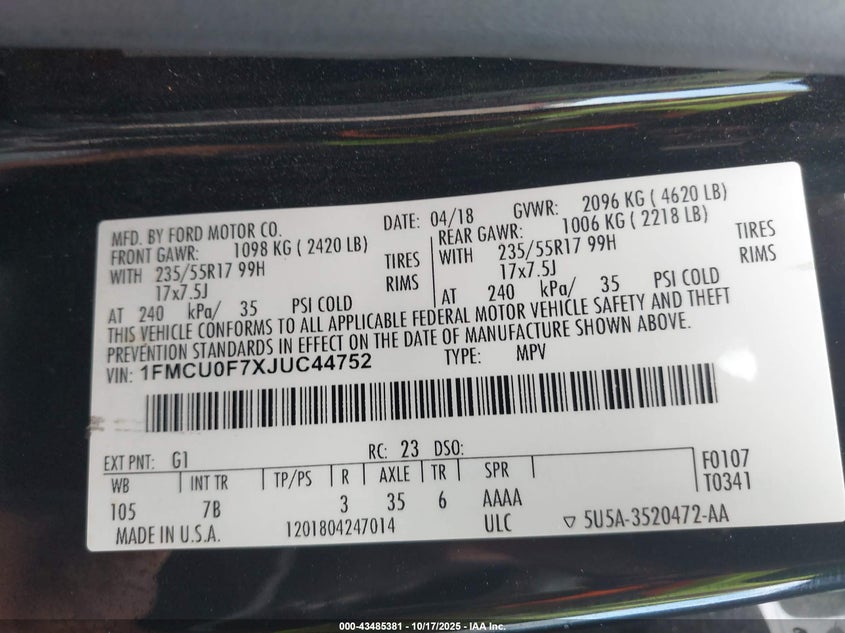 MFD. BY FORD MOTOR CO. DATE: 04/18 GVWR: 2096 KG ( 4620 LB)
FRONT GAWR: 1098 KG ( 2420 LB) REAR GAWR: 1006 KG ( 2218 LB)
WITH 235/55R17 99H TIRES WITH 235/55R17 99H TIRES
17x7.5J RIMS 17x7.5J RIMS
AT 240 kPa/ 35 PSI COLD AT 240 kPa/ 35 PSI COLD
THIS VEHICLE CONFORMS TO ALL APPLICABLE FEDERAL MOTOR VEHICLE SAFETY AND THEFT
PREVENTION STANDARDS IN EFFECT ON THE DATE OF MANUFACTURE SHOWN ABOVE.
VIN: 1FMCU0F7XJUC44752 TYPE: MPV
EXT PNT: G1 RC: 23 DSO: F0107
WB INT TR TP/PS R AXLE TR SPR T0341
105 7B 3 35 6 AAAA
MADE IN U.S.A. 1201804247014 ULC ▽ 5U5A-3520472-AA
000-43485381 - 10/17/2025 - IAA Inc.